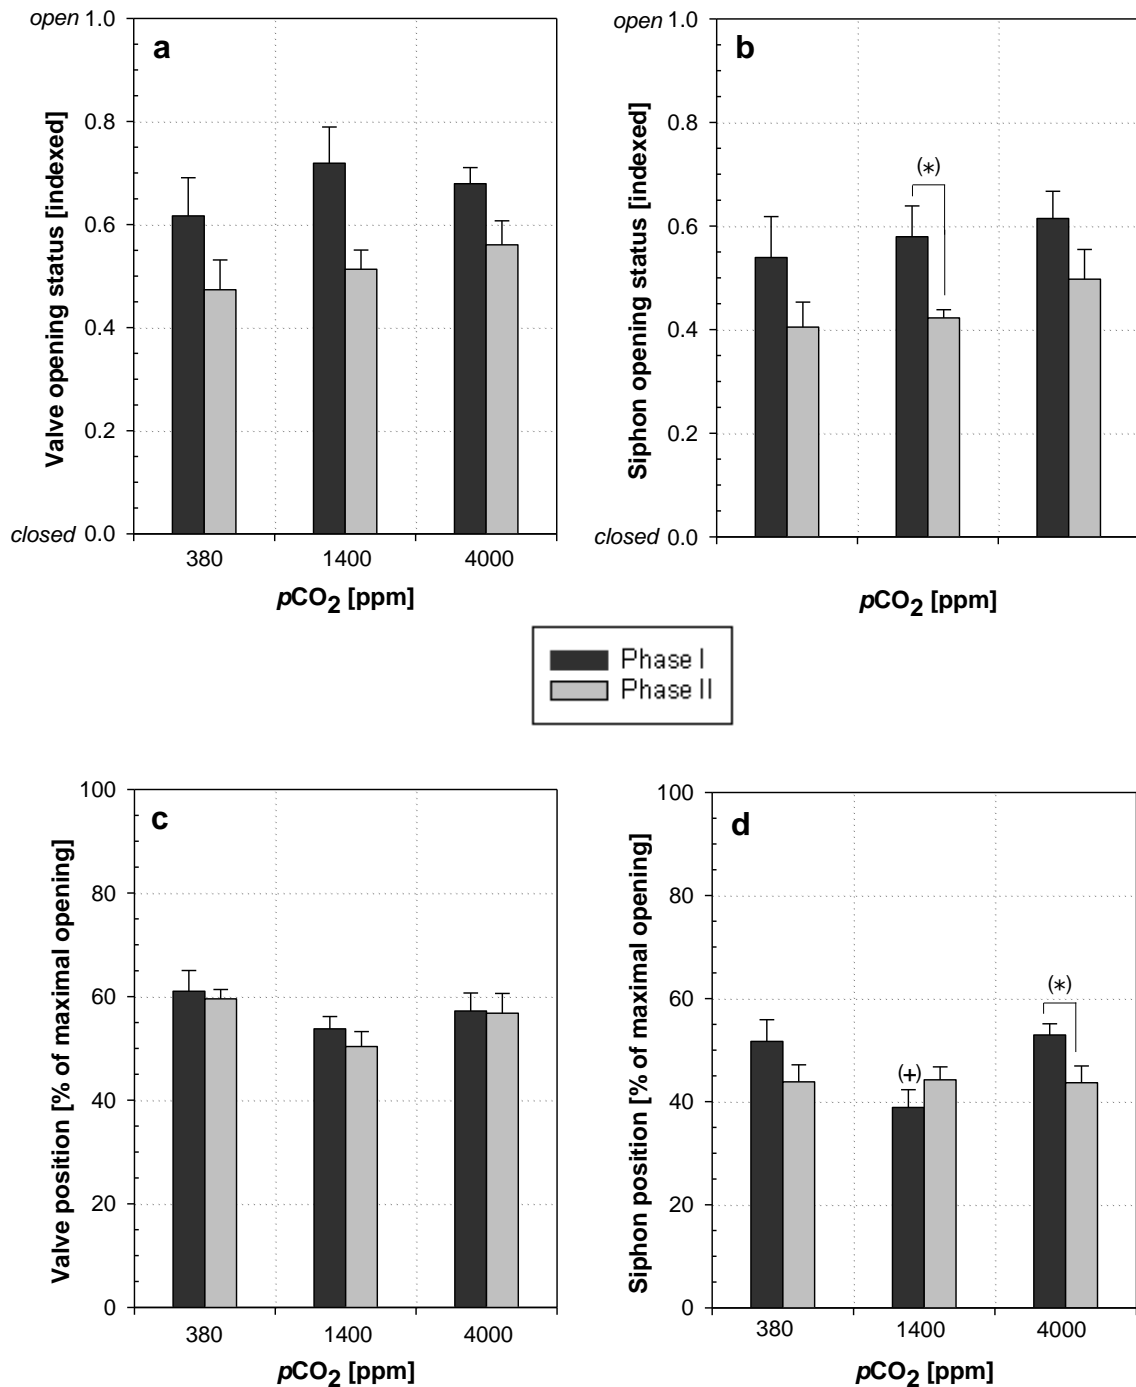 a
open 1.0
0.8
0.6
0.4
0.2
closed 0.0
Valve opening status [indexed]
380 1400 4000
pCO2 [ppm]
b
open 1.0
0.8
0.6
0.4
0.2
closed 0.0
Siphon opening status [indexed]
(*)
pCO2 [ppm]
Phase I
Phase II
c
100
80
60
40
20
0
Valve position [% of maximal opening]
380 1400 4000
pCO2 [ppm]
d
100
80
60
40
20
0
Siphon position [% of maximal opening]
(+)
(*)
380 1400 4000
pCO2 [ppm]